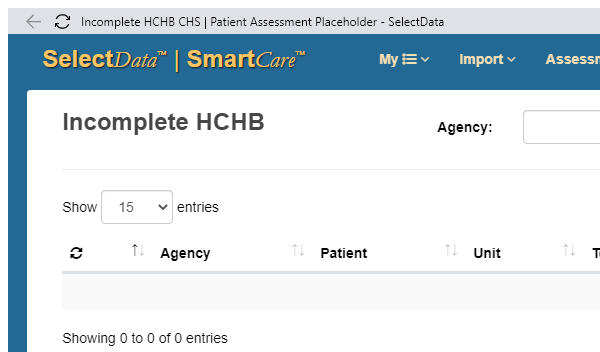 Incomplete HCHB CHS | Patient Assessment Placeholder - SelectData
SelectData™ | SmartCare™ My Import Assessm
Incomplete HCHB Agency:
Show 15 entries
Agency Patient Unit
Showing 0 to 0 of 0 entries